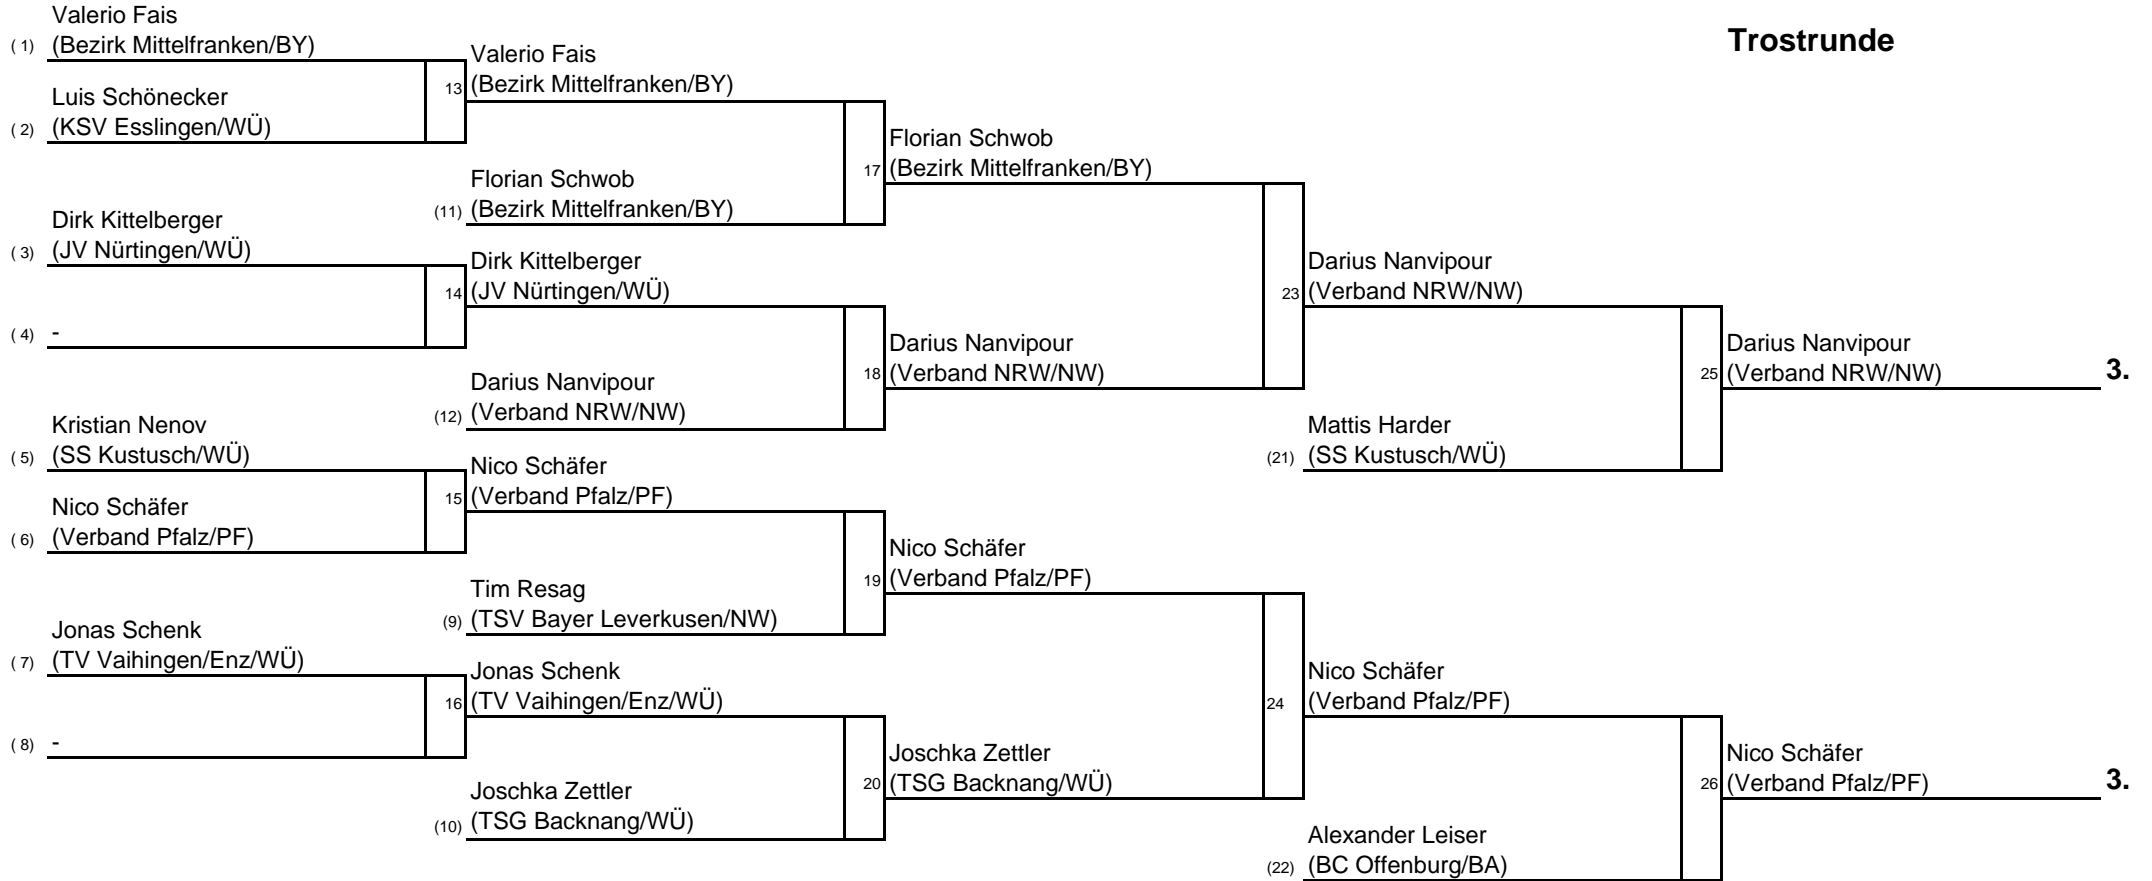 Trostrunde
Valerio Fais
( 1) (Bezirk Mittelfranken/BY)
Luis Schönecker
( 2) (KSV Esslingen/WÜ)
Dirk Kittelberger
( 3) (JV Nürtingen/WÜ)
( 4) -
Kristian Nenov
( 5) (SS Kustusch/WÜ)
Nico Schäfer
( 6) (Verband Pfalz/PF)
Jonas Schenk
( 7) (TV Vaihingen/Enz/WÜ)
( 8) -
Valerio Fais
13 (Bezirk Mittelfranken/BY)
Florian Schwob
(11) (Bezirk Mittelfranken/BY)
Dirk Kittelberger
14 (JV Nürtingen/WÜ)
Darius Nanvipour
(12) (Verband NRW/NW)
Nico Schäfer
15 (Verband Pfalz/PF)
Tim Resag
(9) (TSV Bayer Leverkusen/NW)
Jonas Schenk
16 (TV Vaihingen/Enz/WÜ)
Joschka Zettler
(10) (TSG Backnang/WÜ)
Florian Schwob
17 (Bezirk Mittelfranken/BY)
Darius Nanvipour
18 (Verband NRW/NW)
Nico Schäfer
19 (Verband Pfalz/PF)
Joschka Zettler
20 (TSG Backnang/WÜ)
Darius Nanvipour
23 (Verband NRW/NW)
Mattis Harder
(21) (SS Kustusch/WÜ)
Nico Schäfer
24 (Verband Pfalz/PF)
Alexander Leiser
(22) (BC Offenburg/BA)
Darius Nanvipour
25 (Verband NRW/NW) 3.
Nico Schäfer
26 (Verband Pfalz/PF) 3.